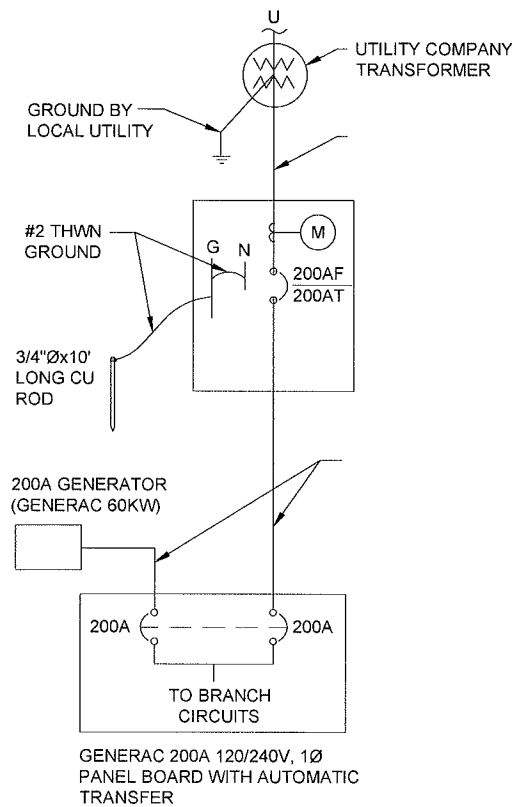 U
UTILITY COMPANY
TRANSFORMER
GROUND BY
LOCAL UTILITY
#2 THWN
GROUND
G N
M
200AF
200AT
3/4"Øx10'
LONG CU
ROD
200A GENERATOR
(GENERAC 60KW)
200A 200A
TO BRANCH
CIRCUITS
GENERAC 200A 120/240V, 1Ø
PANEL BOARD WITH AUTOMATIC
TRANSFER